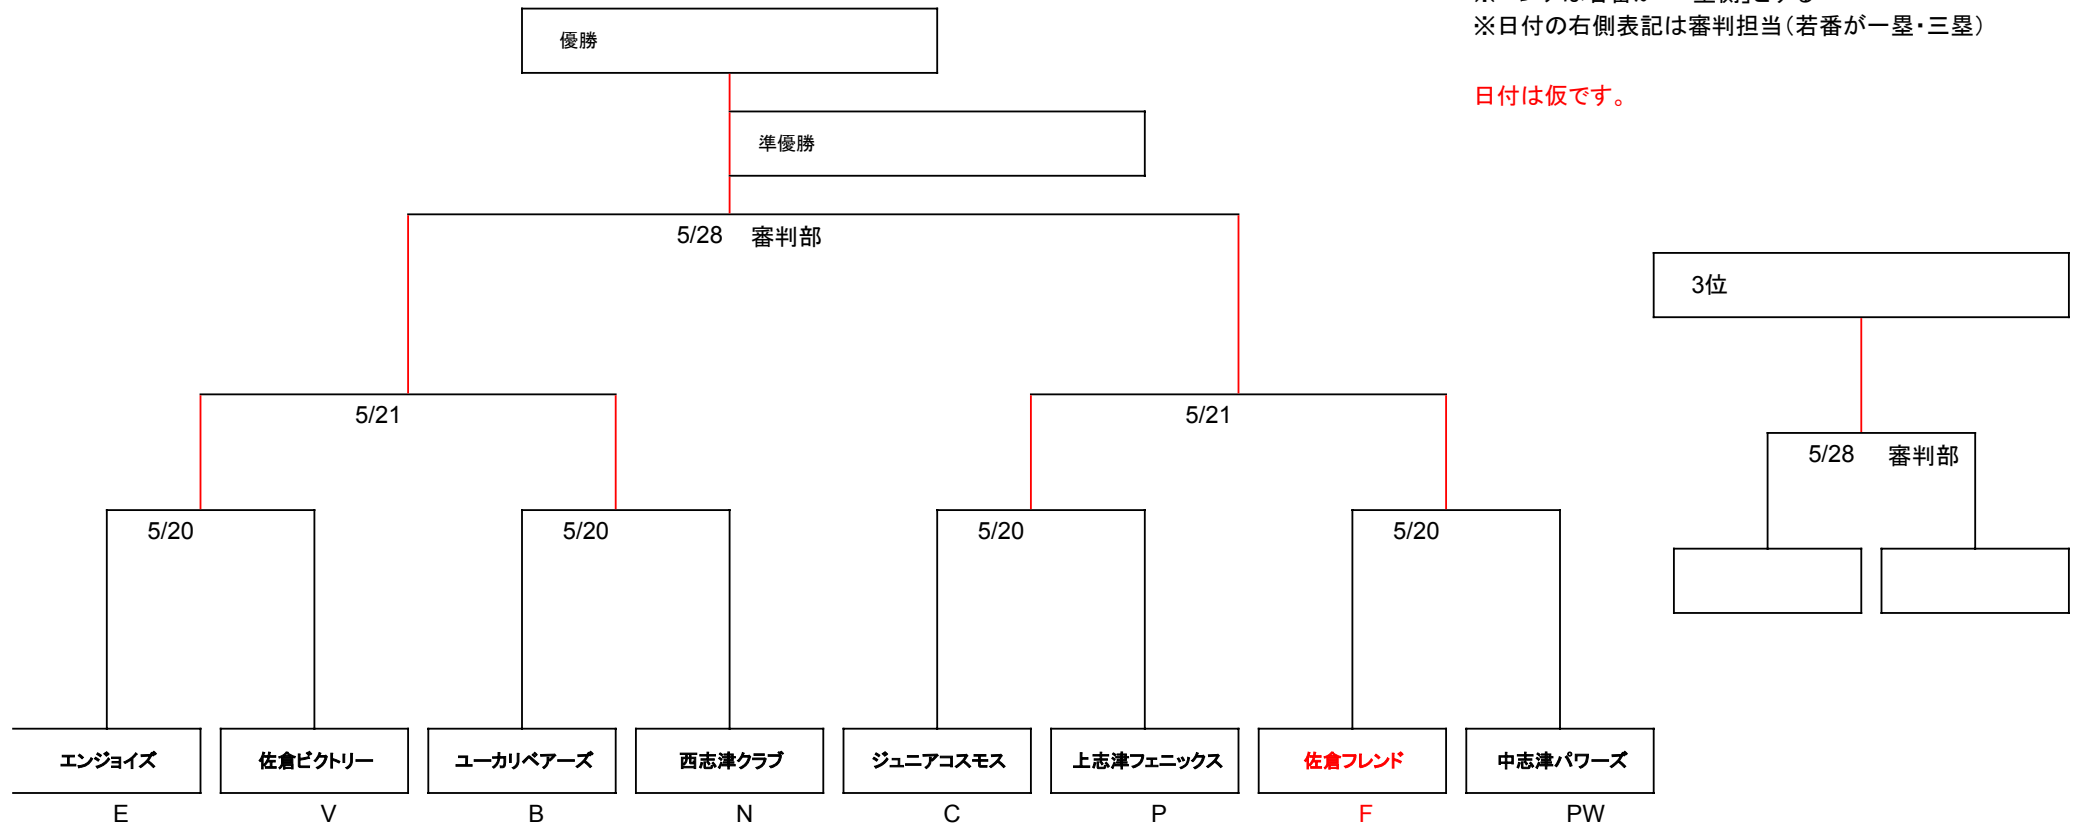 ※日付の右側表記は審判担当（若番が一塁・三塁）
優勝
日付は仮です。
準優勝
5/28 審判部
3位
5/21
5/21
5/28 審判部
5/20
5/20
5/20
5/20
エンジョイズ
佐倉ビクトリー
ユーカリベアーズ
西志津クラブ
ジュニアコスモス
上志津フェニックス
佐倉フレンド
中志津パワーズ
E
V
B
N
C
P
F
PW